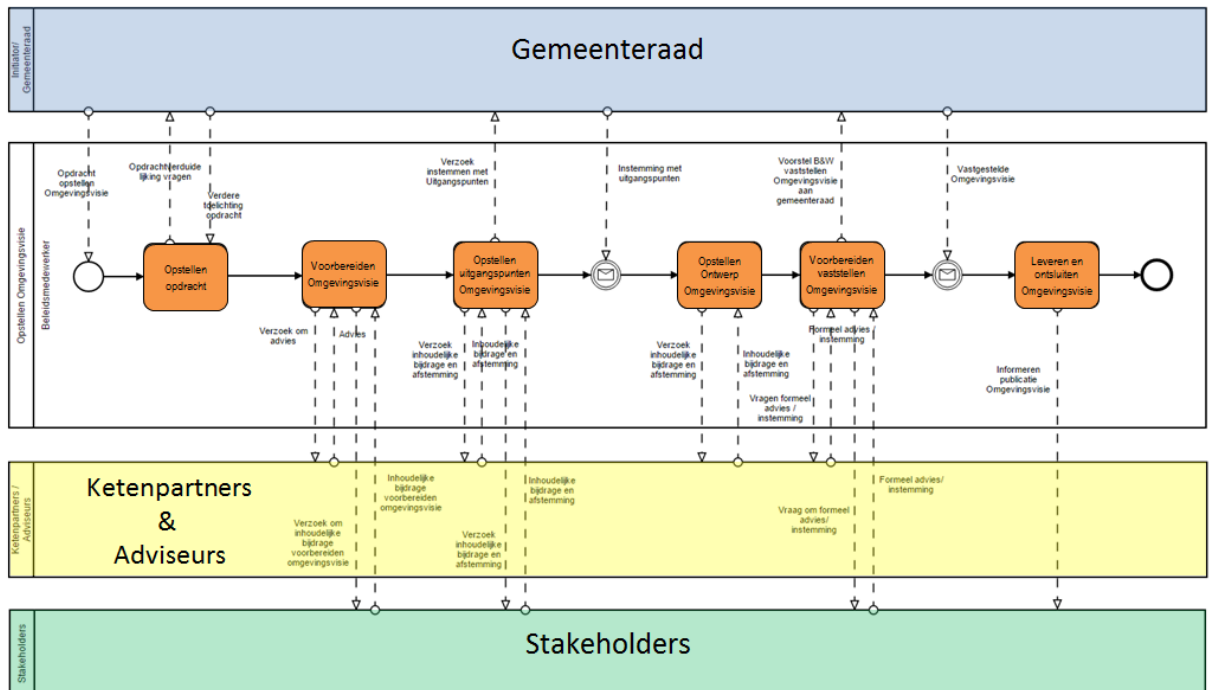 Initiator/
Gemeenteraad
Gemeenteraad
Opstellen Omgevingsvisie
Beleidsmedewerker
Opdracht
opstellen
Omgevingsvisie
Opdrachtverduide
lijking vragen
Verdere
toelichting
opdracht
Verzoek
instemmen met
Uitgangspunten
Instemming met
uitgangspunten
Voorstel B&W
vaststellen
Omgevingsvisie
aan
gemeenteraad
Vastgestelde
Omgevingsvisie
Opstellen
opdracht
Voorbereiden
Omgevingsvisie
Opstellen
uitgangspunten
Omgevingsvisie
Opstellen
Ontwerp
Omgevingsvisie
Voorbereiden
vaststellen
Omgevingsvisie
Leveren en
ontsluiten
Omgevingsvisie
Verzoek om
advies
Advies
Verzoek
inhoudelijke
bijdrage en
afstemming
Inhoudelijke
bijdrage en
afstemming
Verzoek
inhoudelijke
bijdrage en
afstemming
Inhoudelijke
bijdrage en
afstemming
Vragen formeel
advies /
instemming
Formeel advies /
instemming
Informeren
publicatie
Omgevingsvisie
Ketenpartners /
Adviseurs
Ketenpartners
&
Adviseurs
Verzoek om
inhoudelijke
bijdrage
voorbereiden
omgevingsvisie
Inhoudelijke
bijdrage
voorbereiden
omgevingsvisie
Verzoek
inhoudelijke
bijdrage en
afstemming
Inhoudelijke
bijdrage en
afstemming
Vraag om formeel
advies/
instemming
Formeel advies/
instemming
Stakeholders
Stakeholders